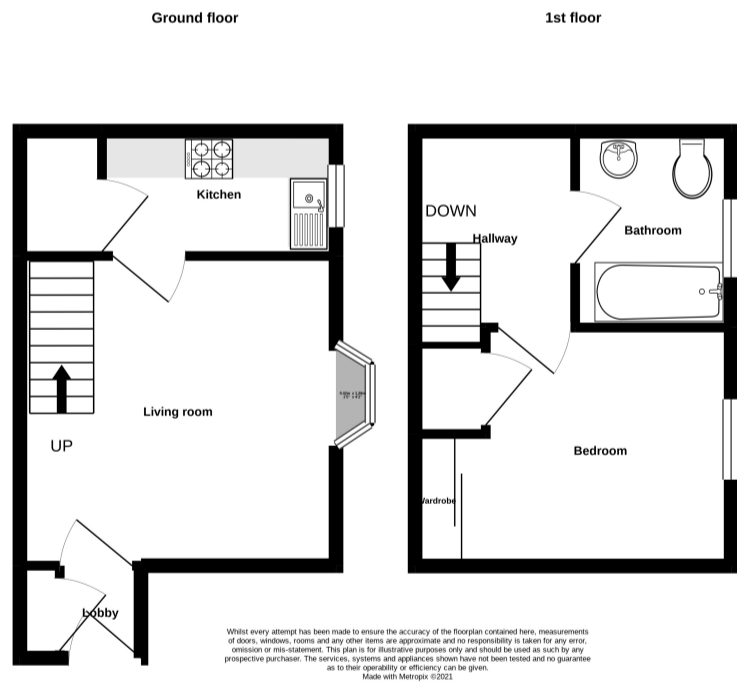 Ground floor
1st floor
Kitchen
DOWN
Hallway
Bathroom
Living room
UP
Bedroom
Wardrobe
Lobby
Whilst every attempt has been made to ensure the accuracy of the floorplan contained here, measurements
of doors, windows, rooms and any other items are approximate and no responsibility is taken for any error,
omission or mis-statement. This plan is for illustrative purposes only and should be used as such by any
prospective purchaser. The services, systems and appliances shown have not been tested and no guarantee
as to their operability or efficiency can be given.
Made with Metropix ©2021